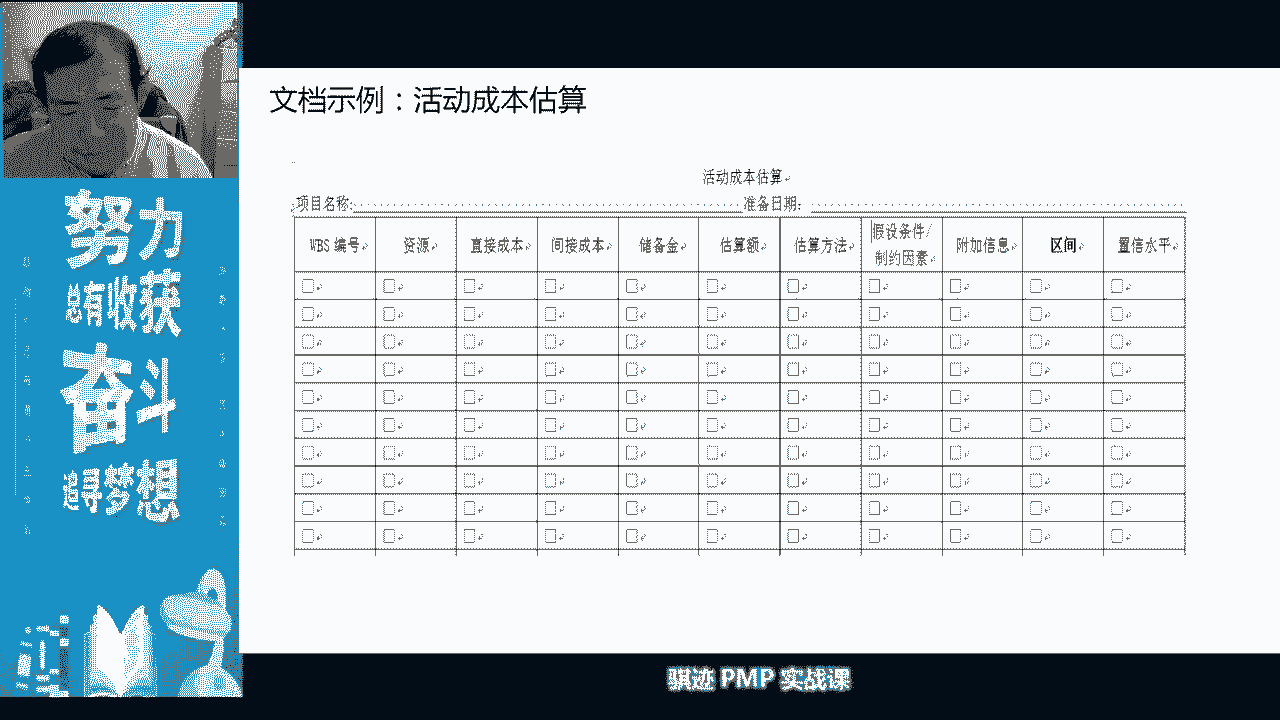 文档示例：活动成本估算
活动成本估算
项目名称: 准备日期:
WBS 编号 资源 直接成本 间接成本 储备金 估算额 估算方法 假设条件/制约因素 附加信息 区间 置信水平
努力
总有收获
奋斗
追寻梦想
骐迹 PMP 实战课